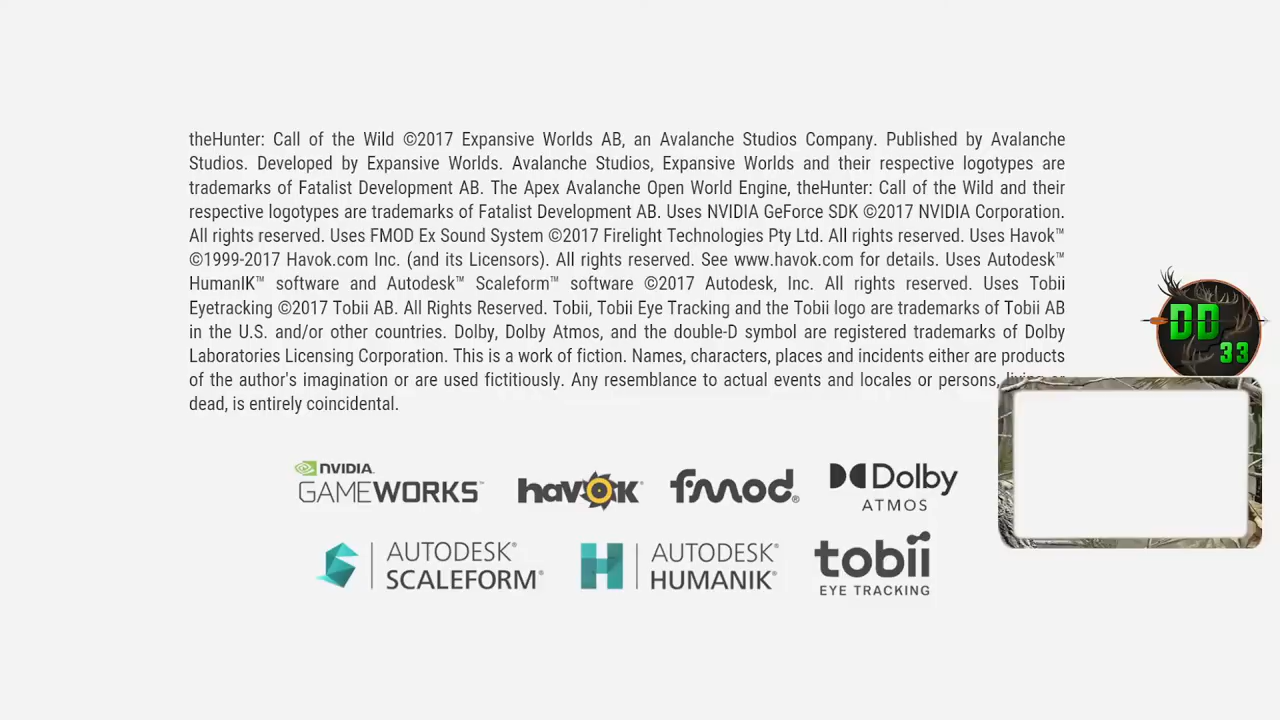 theHunter: Call of the Wild ©2017 Expansive Worlds AB, an Avalanche Studios Company. Published by Avalanche
Studios. Developed by Expansive Worlds. Avalanche Studios, Expansive Worlds and their respective logotypes are
trademarks of Fatalist Development AB. The Apex Avalanche Open World Engine, theHunter: Call of the Wild and their
respective logotypes are trademarks of Fatalist Development AB. Uses NVIDIA GeForce SDK ©2017 NVIDIA Corporation.
All rights reserved. Uses FMOD Ex Sound System ©2017 Firelight Technologies Pty Ltd. All rights reserved. Uses Havok™
©1999-2017 Havok.com Inc. (and its Licensors). All rights reserved. See www.havok.com for details. Uses Autodesk™
HumanIK™ software and Autodesk™ Scaleform™ software ©2017 Autodesk, Inc. All rights reserved. Uses Tobii
Eyetracking ©2017 Tobii AB. All Rights Reserved. Tobii, Tobii Eye Tracking and the Tobii logo are trademarks of Tobii AB
in the U.S. and/or other countries. Dolby, Dolby Atmos, and the double-D symbol are registered trademarks of Dolby
Laboratories Licensing Corporation. This is a work of fiction. Names, characters, places and incidents either are products
of the author's imagination or are used fictitiously. Any resemblance to actual events and locales or persons,
dead, is entirely coincidental.
DD
33
NVIDIA.
GAMEWORKS™
havok®
fmod®
Dolby
ATMOS
AUTODESK®
SCALEFORM®
AUTODESK®
HUMANIK®
tobii
EYE TRACKING